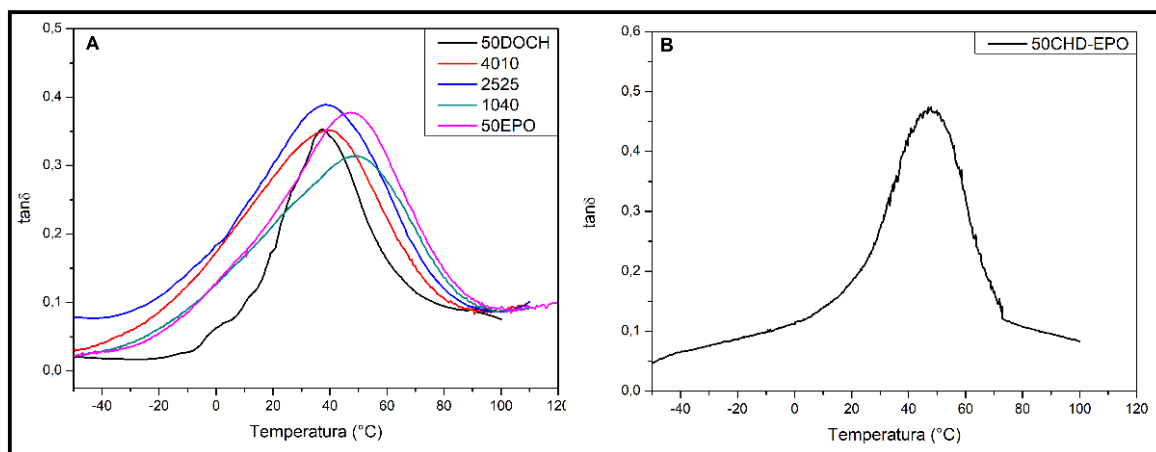 A
50DOCH
4010
2525
1040
50EPO
tanδ
0,5
0,4
0,3
0,2
0,1
0,0
-40 -20 0 20 40 60 80 100
Temperatura (°C)
B
50CHD-EPO
tanδ
0,6
0,5
0,4
0,3
0,2
0,1
0,0
-40 -20 0 20 40 60 80 100 120
Temperatura (°C)